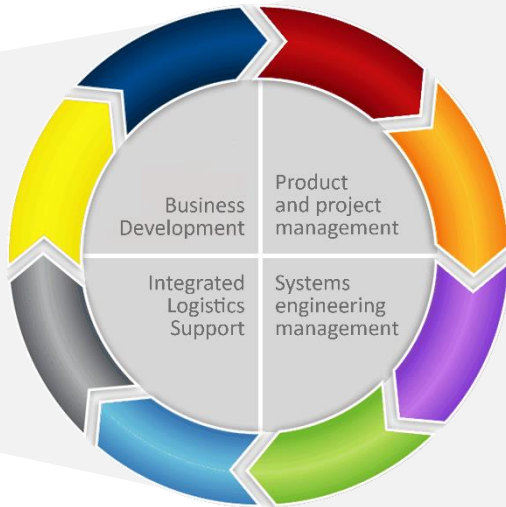 Business
Development
Product
and project
management
Integrated
Logistics
Support
Systems
engineering
management